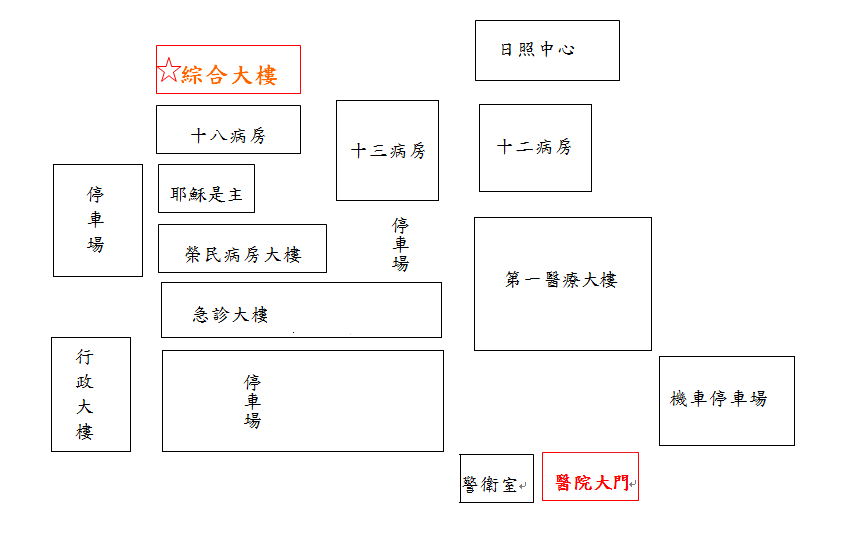 日照中心
☆綜合大樓
十八病房
十三病房
十二病房
停車場
耶穌是主
停車場
榮民病房大樓
第一醫療大樓
急診大樓
行政大樓
停車場
機車停車場
警衛室
醫院大門